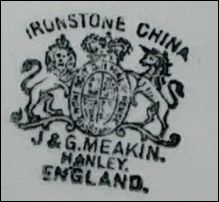 IRONSTONE CHINA
J & G. MEAKIN.
HANLEY.
ENGLAND.